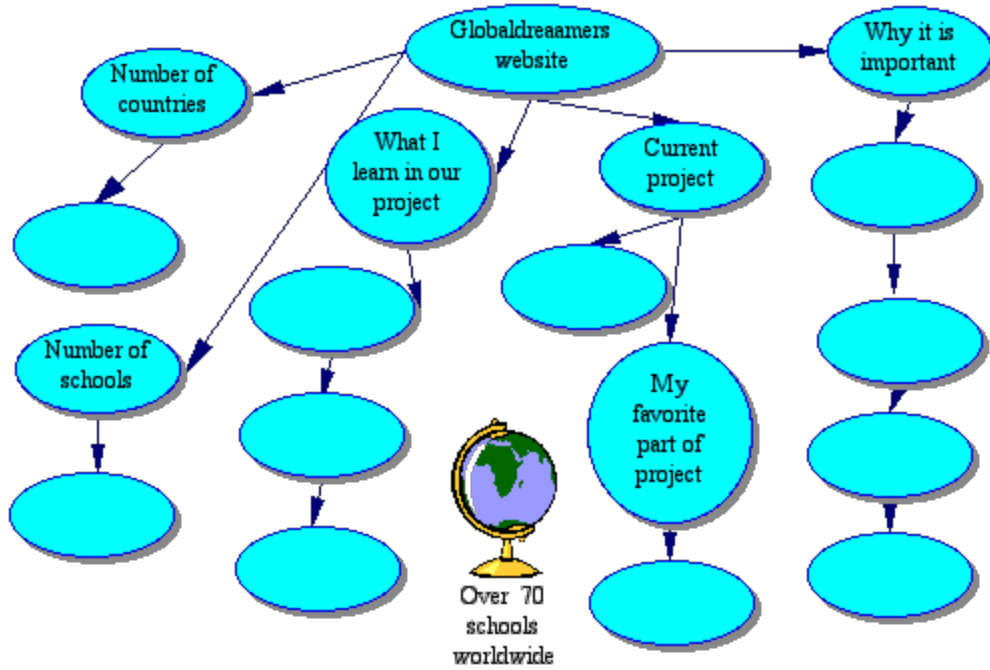 Globaldreaamers
website
Why it is
important
Number of
countries
What I
learn in our
project
Current
project
Number of
schools
My
favorite
part of
project
Over 70
schools
worldwide